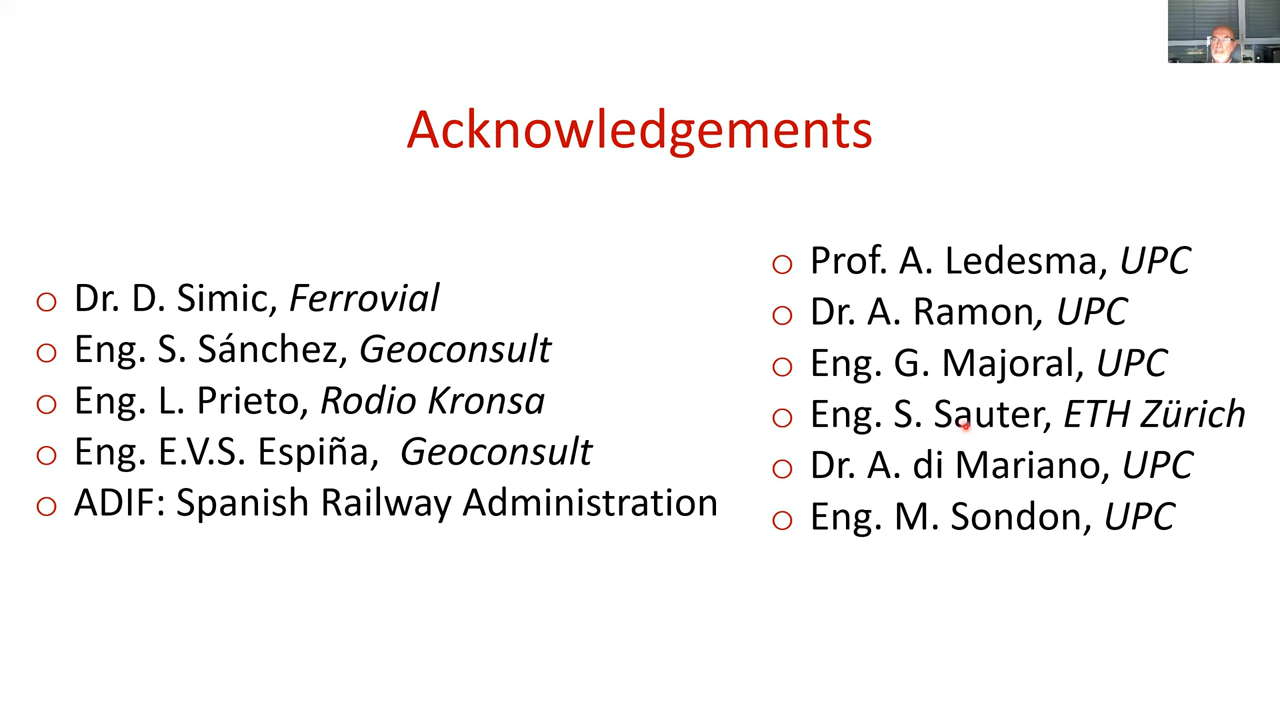 Acknowledgements
Dr. D. Simic, Ferrovial
Eng. S. Sánchez, Geoconsult
Eng. L. Prieto, Rodio Kronsa
Eng. E.V.S. Espiña, Geoconsult
ADIF: Spanish Railway Administration
Prof. A. Ledesma, UPC
Dr. A. Ramon, UPC
Eng. G. Majoral, UPC
Eng. S. Sauter, ETH Zürich
Dr. A. di Mariano, UPC
Eng. M. Sondon, UPC